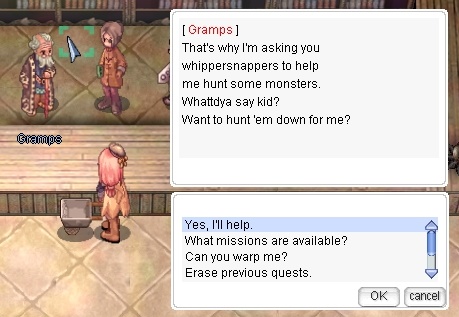 [ Gramps ]
That's why I'm asking you
whippersnappers to help
me hunt some monsters.
Whattdya say kid?
Want to hunt 'em down for me?
Gramps
Yes, I'll help.
What missions are available?
Can you warp me?
Erase previous quests.
OK cancel